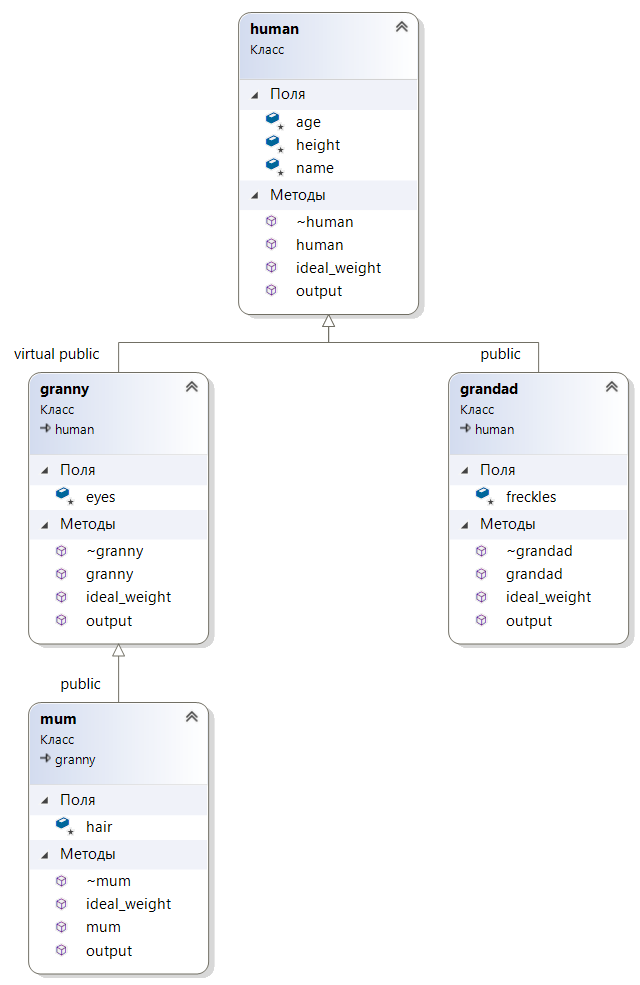 human
Класс
Поля
age
height
name
Методы
~human
human
ideal_weight
output
virtual public
public
granny
Класс
human
Поля
eyes
Методы
~granny
granny
ideal_weight
output
grandad
Класс
human
Поля
freckles
Методы
~grandad
grandad
ideal_weight
output
public
mum
Класс
granny
Поля
hair
Методы
~mum
ideal_weight
mum
output